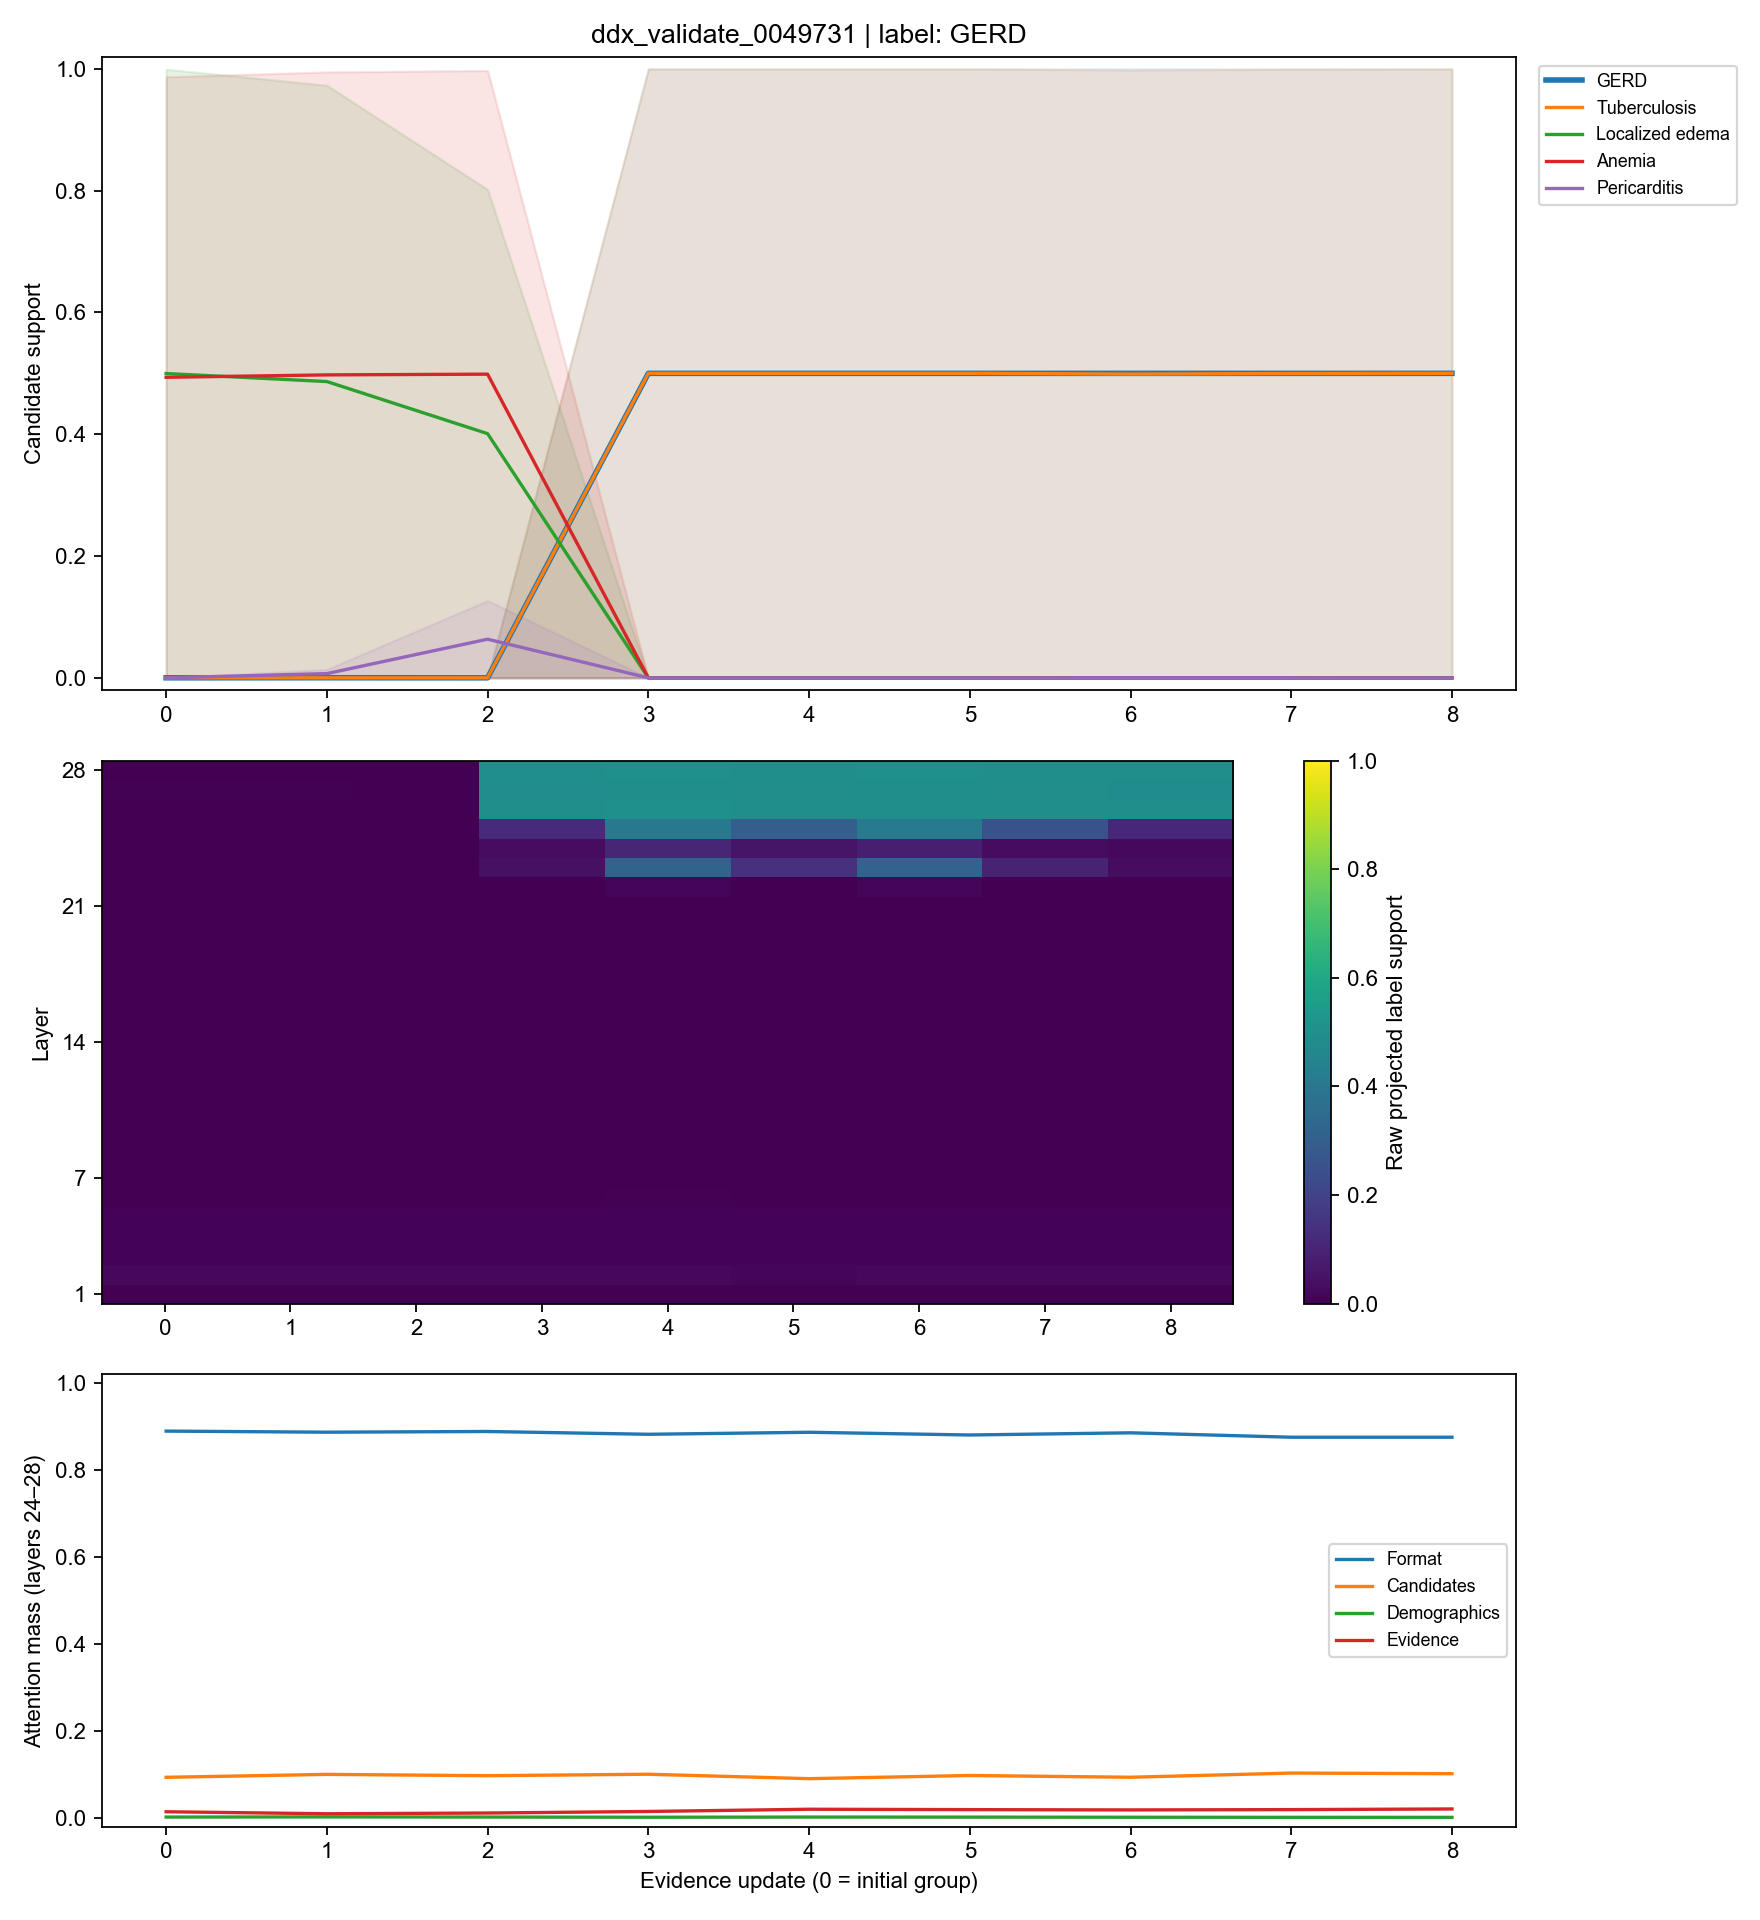 ddx_validate_0049731 | label: GERD
Candidate support
1.0
0.8
0.6
0.4
0.2
0.0
0 1 2 3 4 5 6 7 8
GERD
Tuberculosis
Localized edema
Anemia
Pericarditis
Layer
28
21
14
7
1
0 1 2 3 4 5 6 7 8
1.0
0.8
0.6
0.4
0.2
0.0
Raw projected label support
Attention mass (layers 24–28)
1.0
0.8
0.6
0.4
0.2
0.0
Format
Candidates
Demographics
Evidence
0 1 2 3 4 5 6 7 8
Evidence update (0 = initial group)